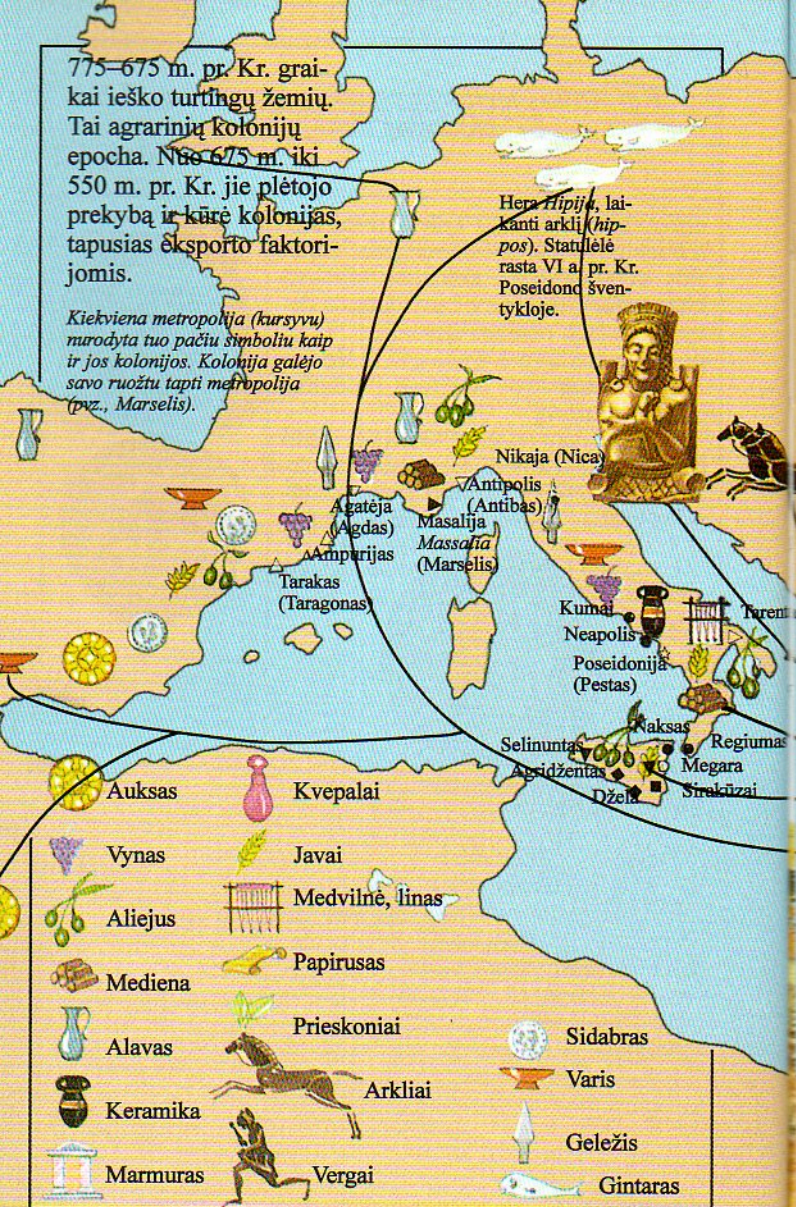 775–675 m. pr. Kr. grai-
kai ieško turtingų žemių.
Tai agrarinių kolonijų
epocha. Nuo 675 m. iki
550 m. pr. Kr. jie plėtojo
prekybą ir kūrė kolonijas,
tapusias eksporto faktori-
jomis.
Kiekviena metropolija (kursyvu)
nurodyta tuo pačiu simboliu kaip
ir jos kolonijos. Kolonija galėjo
savo ruožtu tapti metropolija
(pvz., Marselis).
Hera Hipija, lai-
kanti arklį (hip-
pos). Statulėlė
rasta VI a. pr. Kr.
Poseidono šven-
tykloje.
Nikaja (Nica)
Antipolis
(Antibas)
Agatėja
(Agdas)
Masalija
Massalia
(Marselis)
Ampurijas
Tarakas
(Taragonas)
Kumai
Neapolis
Tarent
Poseidonija
(Pestas)
Naksas
Selinuntas
Regiumas
Agridžentas
Megara
Džela
Sirakūzai
Auksas
Vynas
Aliejus
Mediena
Alavas
Keramika
Marmuras
Kvepalai
Javai
Medvilnė, linas
Papirusas
Prieskoniai
Arkliai
Vergai
Sidabras
Varis
Geležis
Gintaras